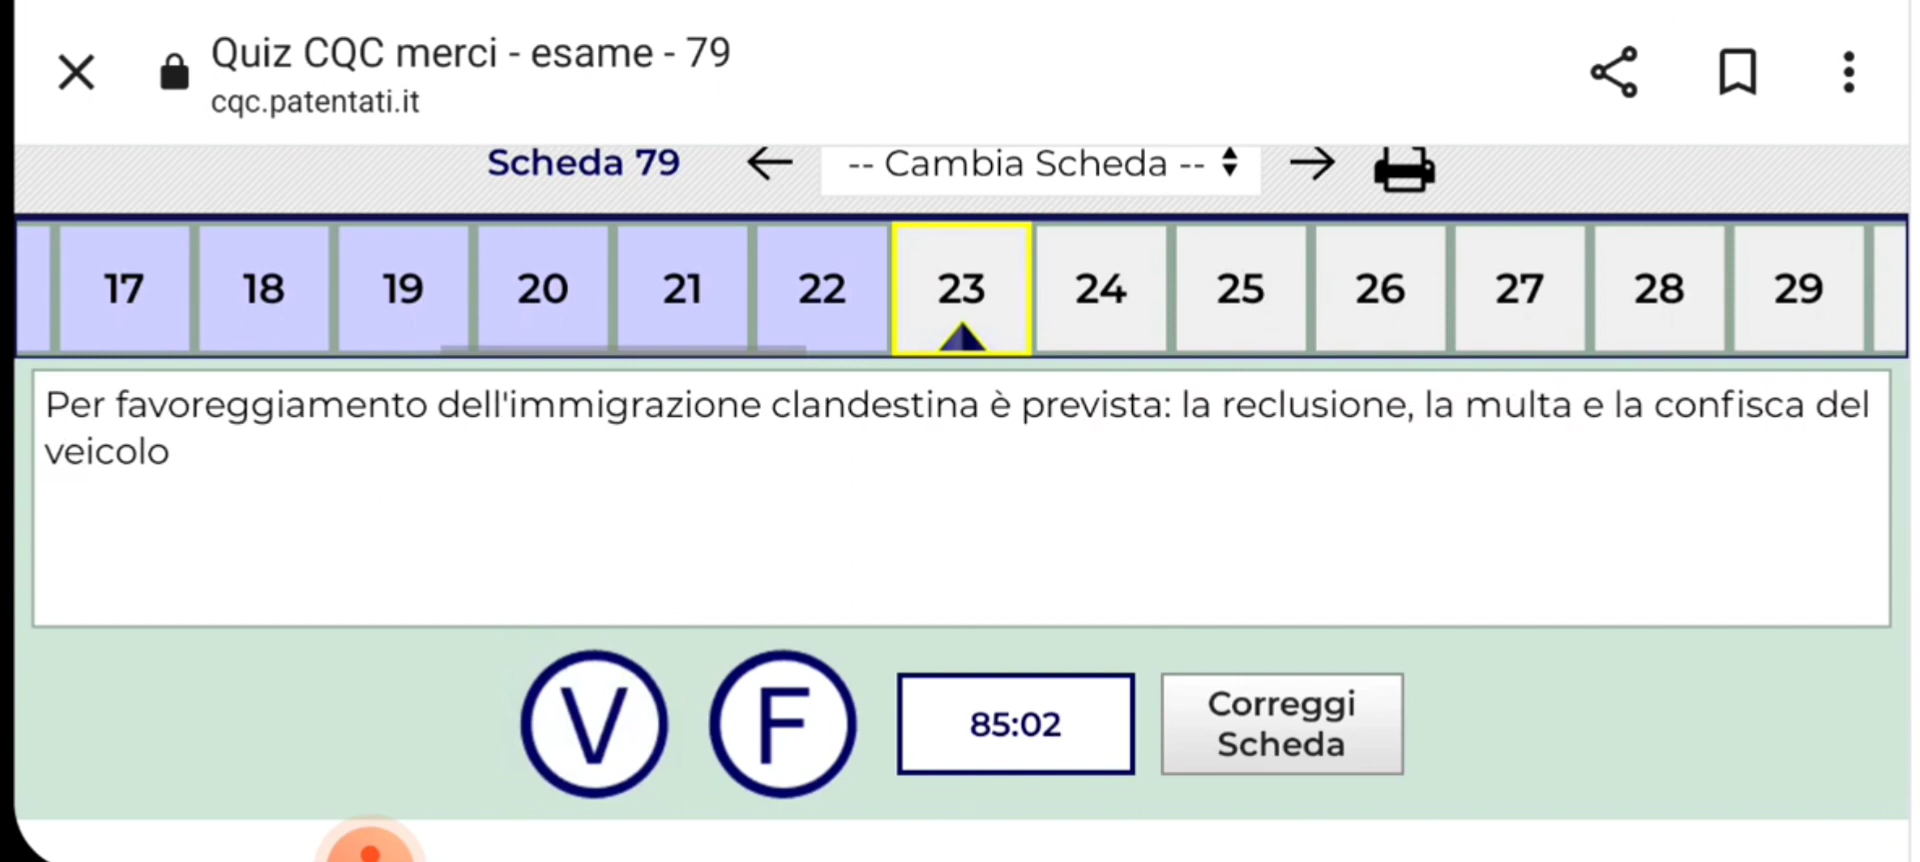 Quiz CQC merci - esame - 79
cqc.patentati.it
Scheda 79
-- Cambia Scheda --
17 18 19 20 21 22 23 24 25 26 27 28 29
Per favoreggiamento dell'immigrazione clandestina è prevista: la reclusione, la multa e la confisca del
veicolo
V F 85:02 Correggi
Scheda